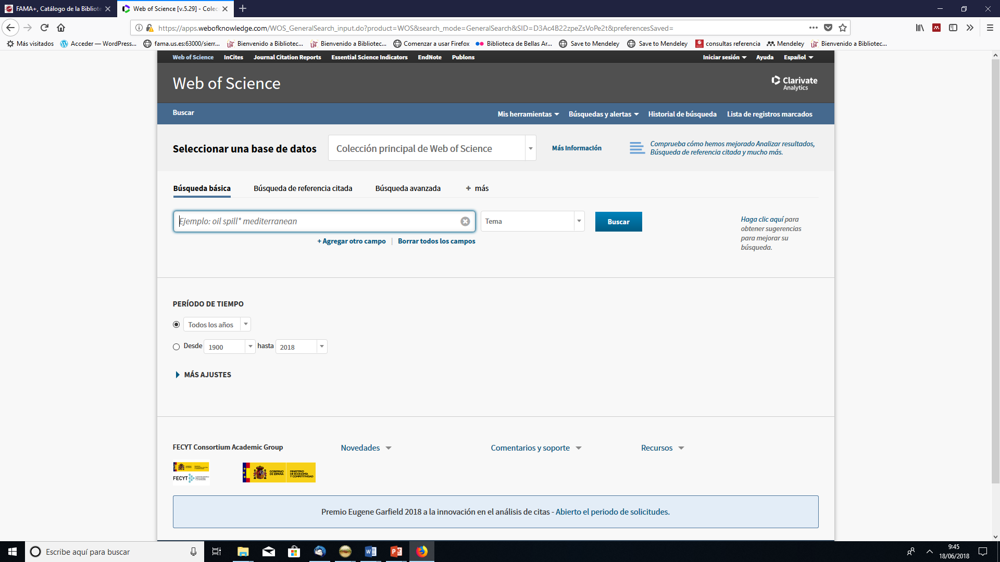 FAMA+, Catálogo de la Bibliote
Web of Science [v.5.29] - Colec
https://apps.webofknowledge.com/WOS_GeneralSearch_input.do?product=WOS&search_mode=GeneralSearch&SID=D3Ac4B22zpeZsVoPe2t&preferencesSaved=
Más visitados
Acceder — WordPress...
fama.us.es:63000/sierr...
Bienvenido a Bibliotec...
Bienvenido a Bibliotec...
Comenzar a usar Firefox
Biblioteca de Bellas Ar...
Save to Mendeley
Save to Mendeley
consultas referencia
Mendeley
Bienvenido a Bibliotec...
Web of Science InCites Journal Citation Reports Essential Science Indicators EndNote Publons
Iniciar sesión Ayuda Español
Web of Science
Clarivate
Analytics
Buscar
Mis herramientas Búsquedas y alertas Historial de búsqueda Lista de registros marcados
Seleccionar una base de datos
Colección principal de Web of Science
Más información
Comprueba cómo hemos mejorado Analizar resultados,
Búsqueda de referencia citada y mucho más.
Búsqueda básica Búsqueda de referencia citada Búsqueda avanzada + más
Ejemplo: oil spill* mediterranean
Tema
Buscar
Haga clic aquí para
obtener sugerencias
para mejorar su
búsqueda.
+ Agregar otro campo | Borrar todos los campos
PERÍODO DE TIEMPO
Todos los años
Desde 1900 hasta 2018
MÁS AJUSTES
FECYT Consortium Academic Group
Novedades
Comentarios y soporte
Recursos
FECYT
GOBIERNO
DE ESPAÑA
MINISTERIO
DE ECONOMÍA
Y COMPETITIVIDAD
Premio Eugene Garfield 2018 a la innovación en el análisis de citas - Abierto el periodo de solicitudes.
Escribe aquí para buscar
9:45
18/06/2018